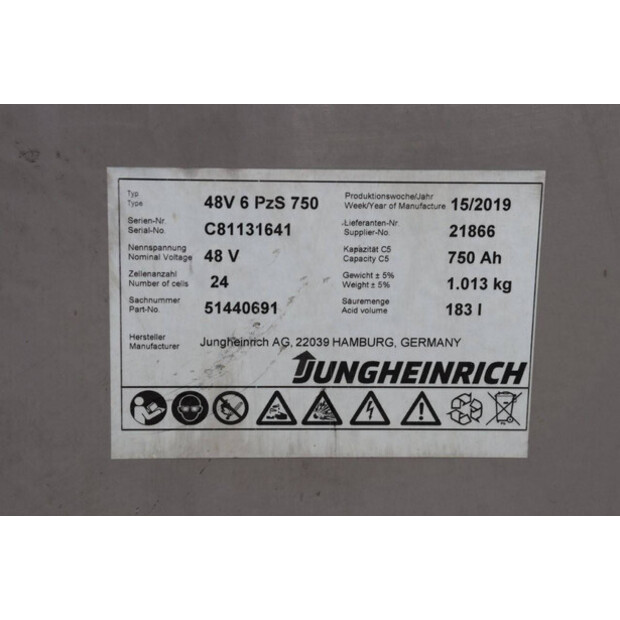 Typ
Type 48V 6 PzS 750
Produktionswoche/Jahr
Week/Year of Manufacture 15/2019
Serien-Nr.
Serial-No. C81131641
Lieferanten-Nr.
Supplier-No. 21866
Nennspannung
Nominal Voltage 48 V
Kapazität C5
Capacity C5 750 Ah
Zellenanzahl
Number of cells 24
Gewicht ± 5%
Weight ± 5% 1.013 kg
Sachnummer
Part-No. 51440691
Säuremenge
Acid volume 183 l
Hersteller
Manufacturer Jungheinrich AG, 22039 HAMBURG, GERMANY
JUNGHEINRICH